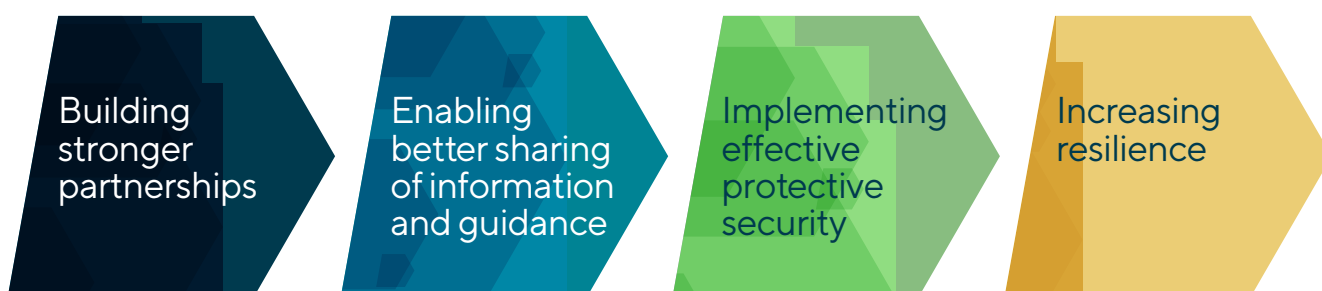 Building
stronger
partnerships
Enabling
better sharing
of information
and guidance
Implementing
effective
protective
security
Increasing
resilience